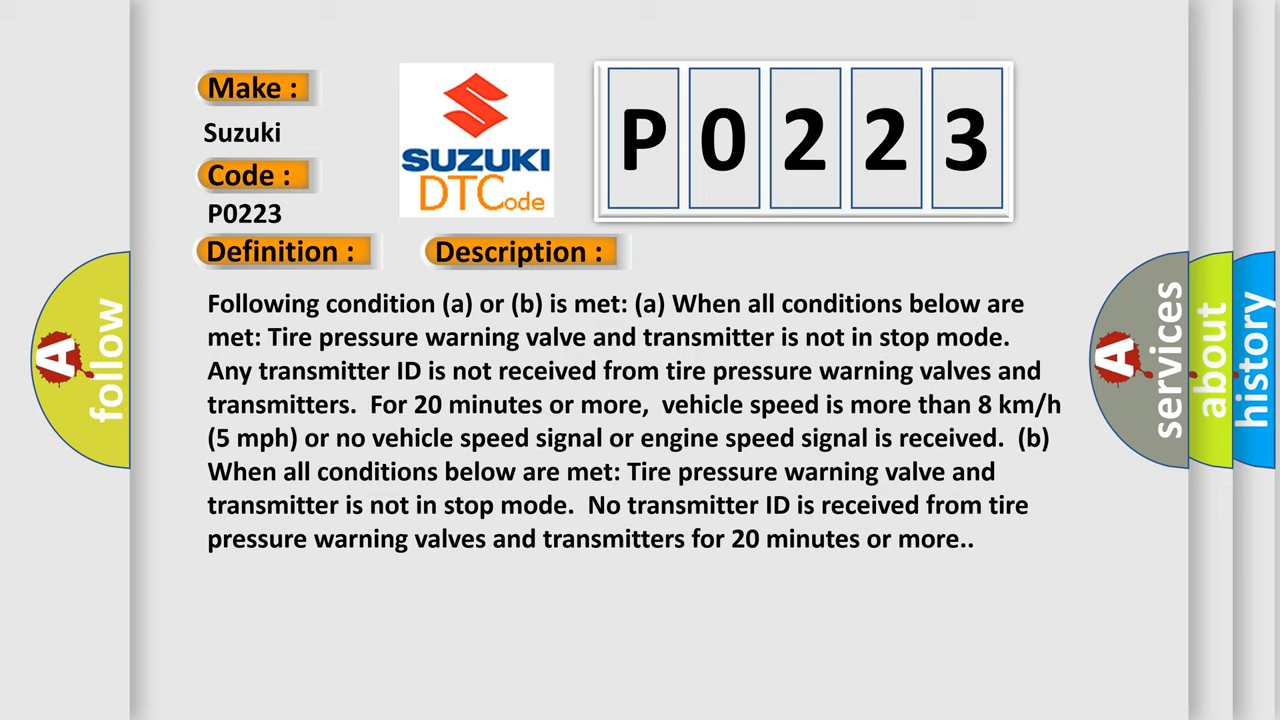 Make :
Suzuki
Code :
P0223
Definition :
Description :
SUZUKI
DTCode
P0223
Following condition (a) or (b) is met: (a) When all conditions below are
met: Tire pressure warning valve and transmitter is not in stop mode.
Any transmitter ID is not received from tire pressure warning valves and
transmitters.  For 20 minutes or more,  vehicle speed is more than 8 km/h
(5 mph) or no vehicle speed signal or engine speed signal is received.  (b)
When all conditions below are met: Tire pressure warning valve and
transmitter is not in stop mode.  No transmitter ID is received from tire
pressure warning valves and transmitters for 20 minutes or more..
A
follow
A
services
about
history